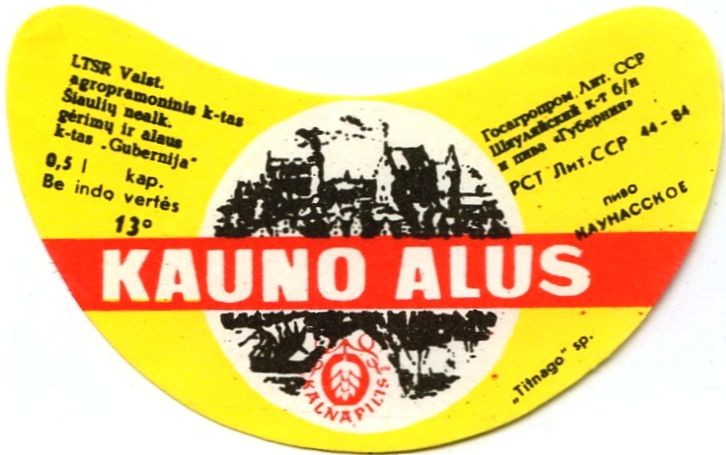 LTSR Valst.
agropramoninis k-tas
Šiaulių nealk.
gėrimų ir alaus
k-tas „Gubernija"
0,5 l kap.
Be indo vertės
13°
Госагропром Лит. ССР
Шяуляйский к-т б/н
и пива «Губерния»
РСТ Лит.ССР 44-84
пиво
КАУНАССКОЕ
KAUNO ALUS
KALNAPILIS
„Titnago" sp.